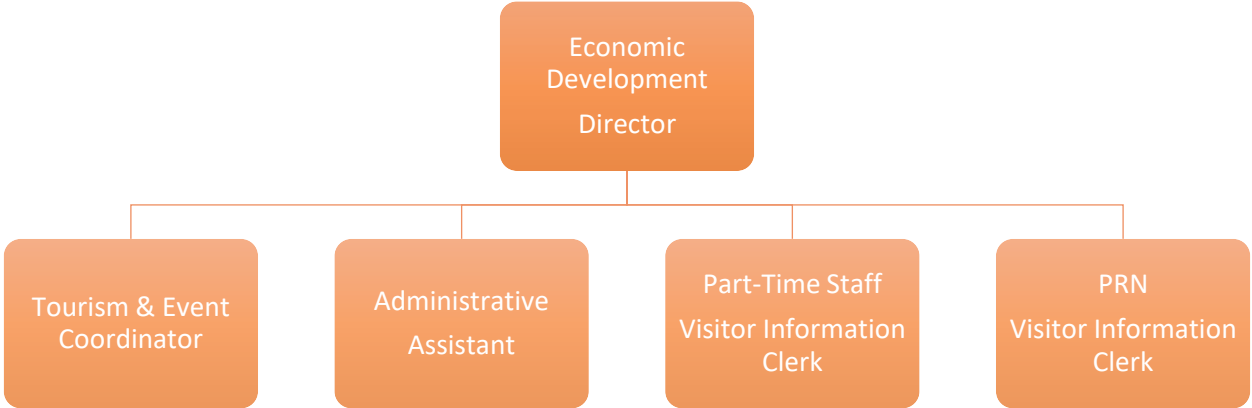 Economic
Development
Director
Tourism & Event
Coordinator
Administrative
Assistant
Part-Time Staff
Visitor Information
Clerk
PRN
Visitor Information
Clerk